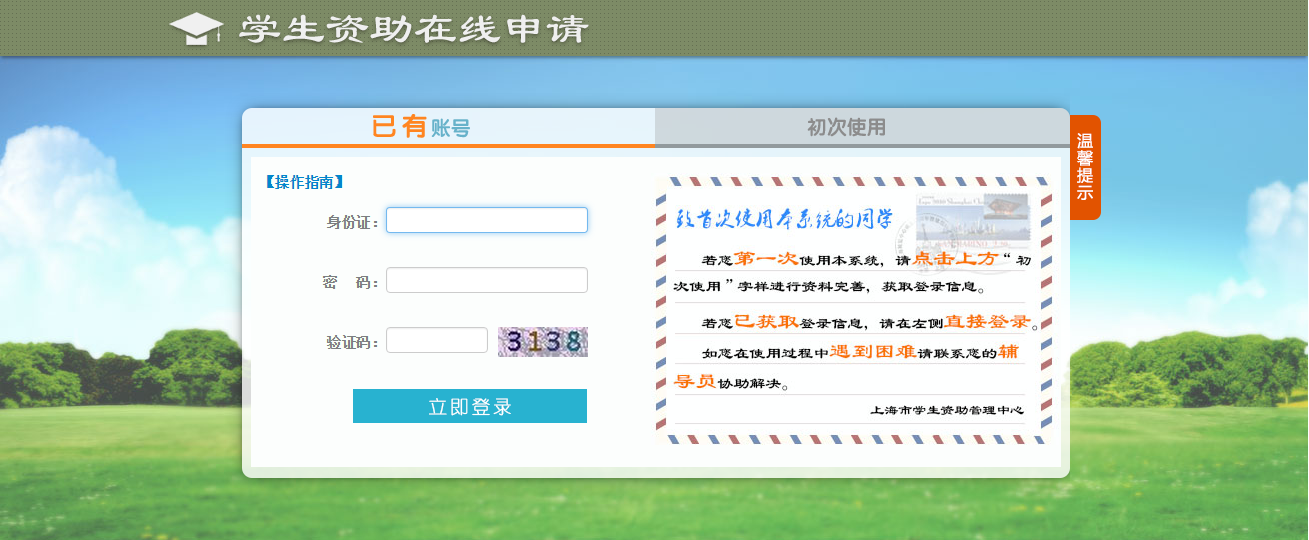 学生资助在线申请
已有账号
初次使用
温馨提示
【操作指南】
身份证：
密 码：
验证码：
3138
立即登录
致首次使用本系统的同学
若您第一次使用本系统，请点击上方“初
次使用”字样进行资料完善，获取登录信息。
若您已获取登录信息，请在左侧直接登录。
如您在使用过程中遇到困难请联系您的辅
导员协助解决。
上海市学生资助管理中心